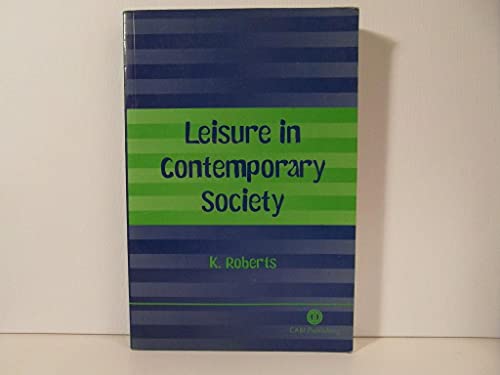 Leisure in
Contemporary
Society
K. Roberts
CABI Publishing